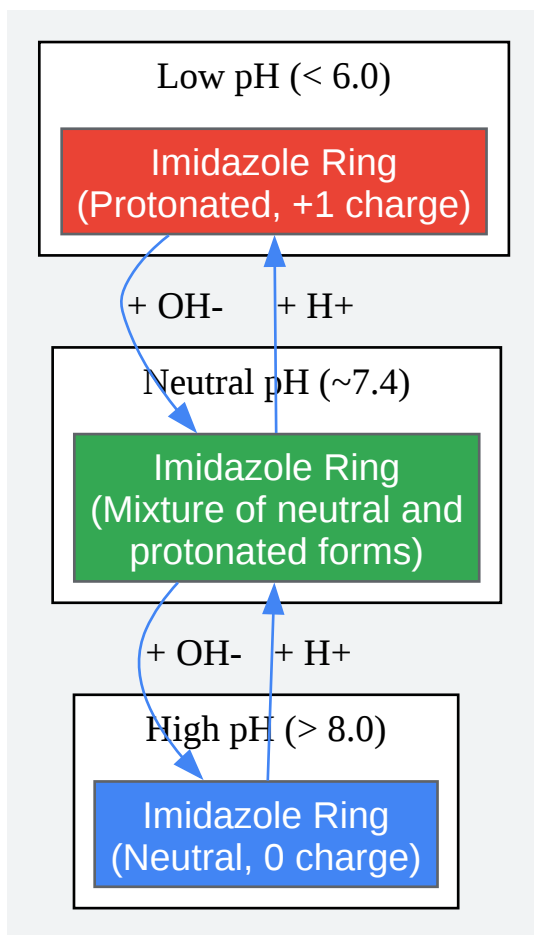 Low pH (< 6.0)
Imidazole Ring
(Protonated, +1 charge)
+ OH- + H+
Neutral pH (~7.4)
Imidazole Ring
(Mixture of neutral and
protonated forms)
+ OH- + H+
High pH (> 8.0)
Imidazole Ring
(Neutral, 0 charge)